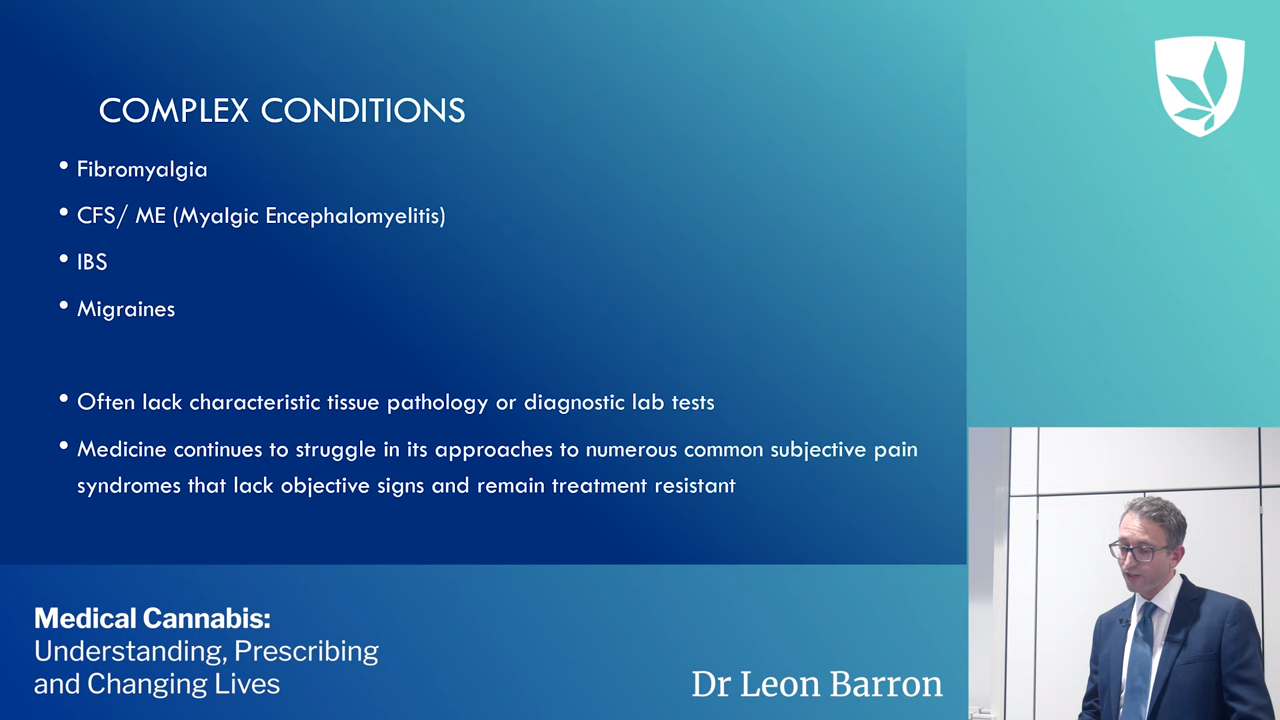 COMPLEX CONDITIONS
• Fibromyalgia
• CFS/ ME (Myalgic Encephalomyelitis)
• IBS
• Migraines
• Often lack characteristic tissue pathology or diagnostic lab tests
• Medicine continues to struggle in its approaches to numerous common subjective pain
syndromes that lack objective signs and remain treatment resistant
Medical Cannabis:
Understanding, Prescribing
and Changing Lives
Dr Leon Barron